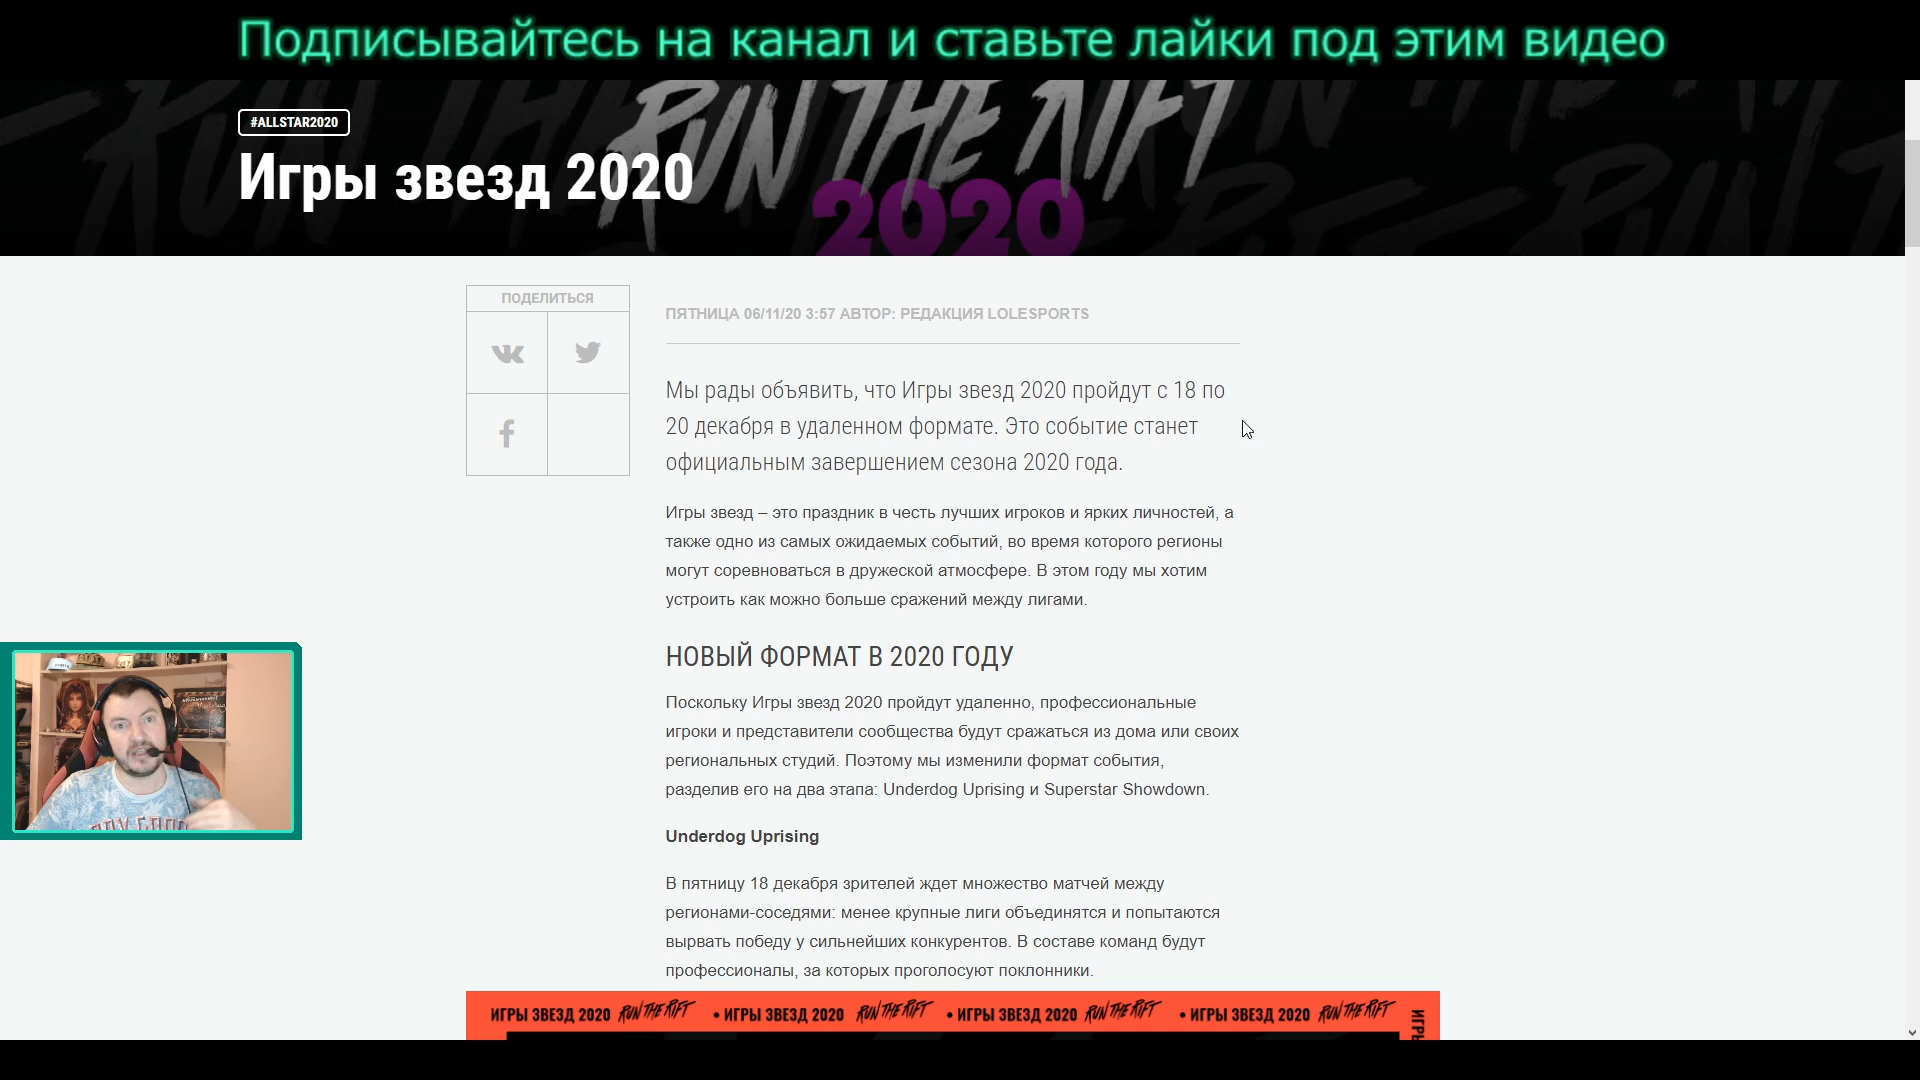 Подписывайтесь на канал и ставьте лайки под этим видео
RUN THE RIFT
2020
#ALLSTAR2020
Игры звезд 2020
ПОДЕЛИТЬСЯ
ПЯТНИЦА 06/11/20 3:57 АВТОР: РЕДАКЦИЯ LOLESPORTS
Мы рады объявить, что Игры звезд 2020 пройдут с 18 по
20 декабря в удаленном формате. Это событие станет
официальным завершением сезона 2020 года.
Игры звезд – это праздник в честь лучших игроков и ярких личностей, а
также одно из самых ожидаемых событий, во время которого регионы
могут соревноваться в дружеской атмосфере. В этом году мы хотим
устроить как можно больше сражений между лигами.
НОВЫЙ ФОРМАТ В 2020 ГОДУ
Поскольку Игры звезд 2020 пройдут удаленно, профессиональные
игроки и представители сообщества будут сражаться из дома или своих
региональных студий. Поэтому мы изменили формат события,
разделив его на два этапа: Underdog Uprising и Superstar Showdown.
Underdog Uprising
В пятницу 18 декабря зрителей ждет множество матчей между
регионами-соседями: менее крупные лиги объединятся и попытаются
вырвать победу у сильнейших конкурентов. В составе команд будут
профессионалы, за которых проголосуют поклонники.
ИГРЫ ЗВЕЗД 2020 RUN THE RIFT • ИГРЫ ЗВЕЗД 2020 RUN THE RIFT • ИГРЫ ЗВЕЗД 2020 RUN THE RIFT • ИГРЫ ЗВЕЗД 2020 RUN THE RIFT